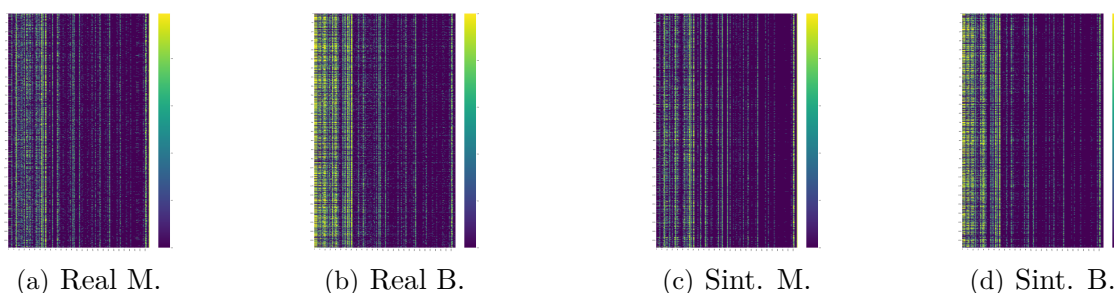 (a) Real M.
(b) Real B.
(c) Sint. M.
(d) Sint. B.